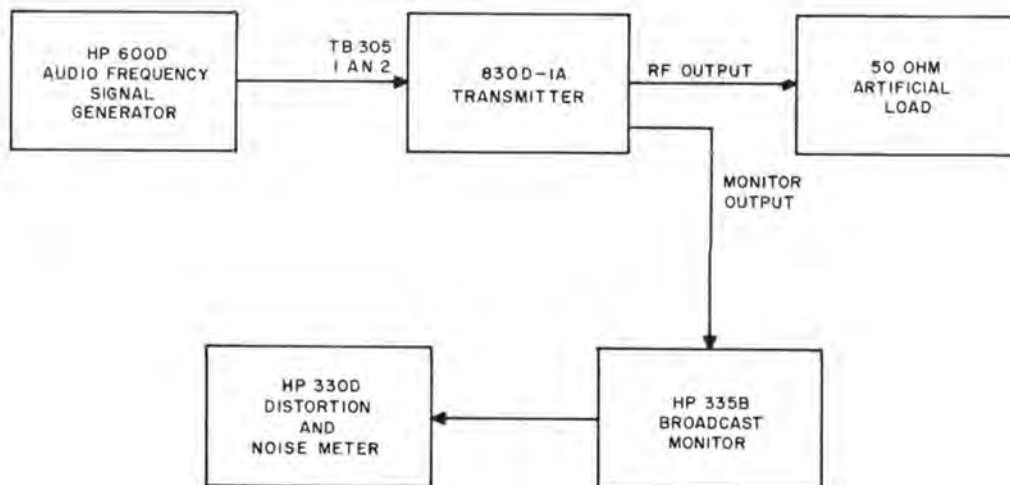 HP 600D
AUDIO FREQUENCY
SIGNAL
GENERATOR
TB 305
1 AN 2
830D-1A
TRANSMITTER
RF OUTPUT
50 OHM
ARTIFICIAL
LOAD
MONITOR
OUTPUT
HP 330D
DISTORTION
AND
NOISE METER
HP 335B
BROADCAST
MONITOR